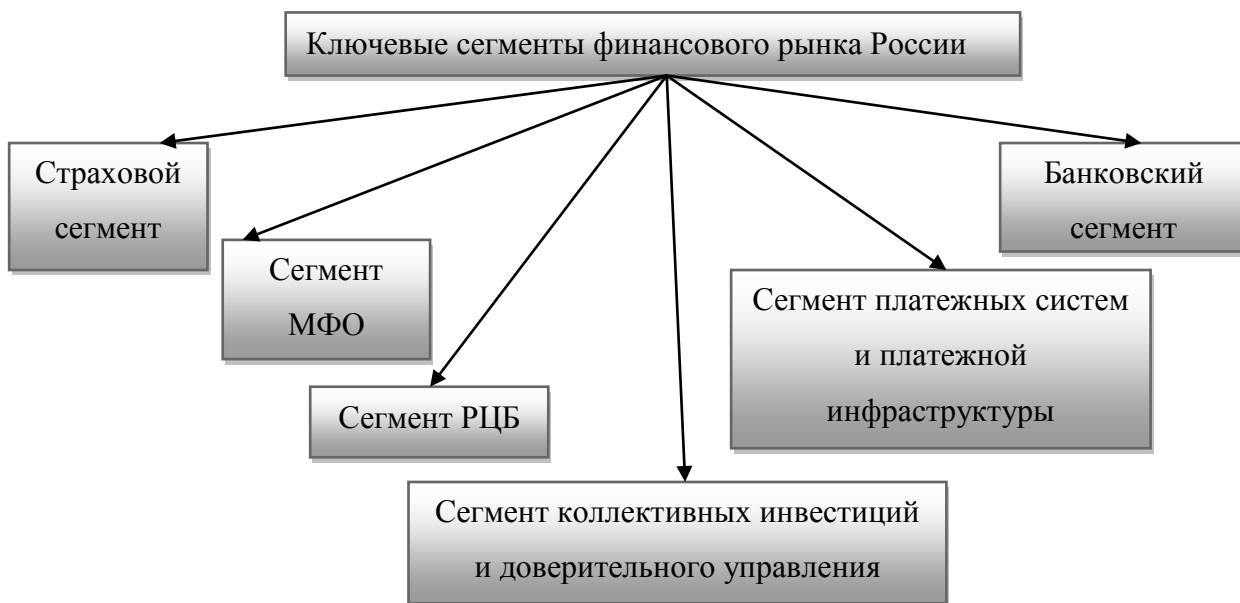 Ключевые сегменты финансового рынка России
Страховой
сегмент
Банковский
сегмент
Сегмент
МФО
Сегмент платежных систем
и платежной
инфраструктуры
Сегмент РЦБ
Сегмент коллективных инвестиций
и доверительного управления